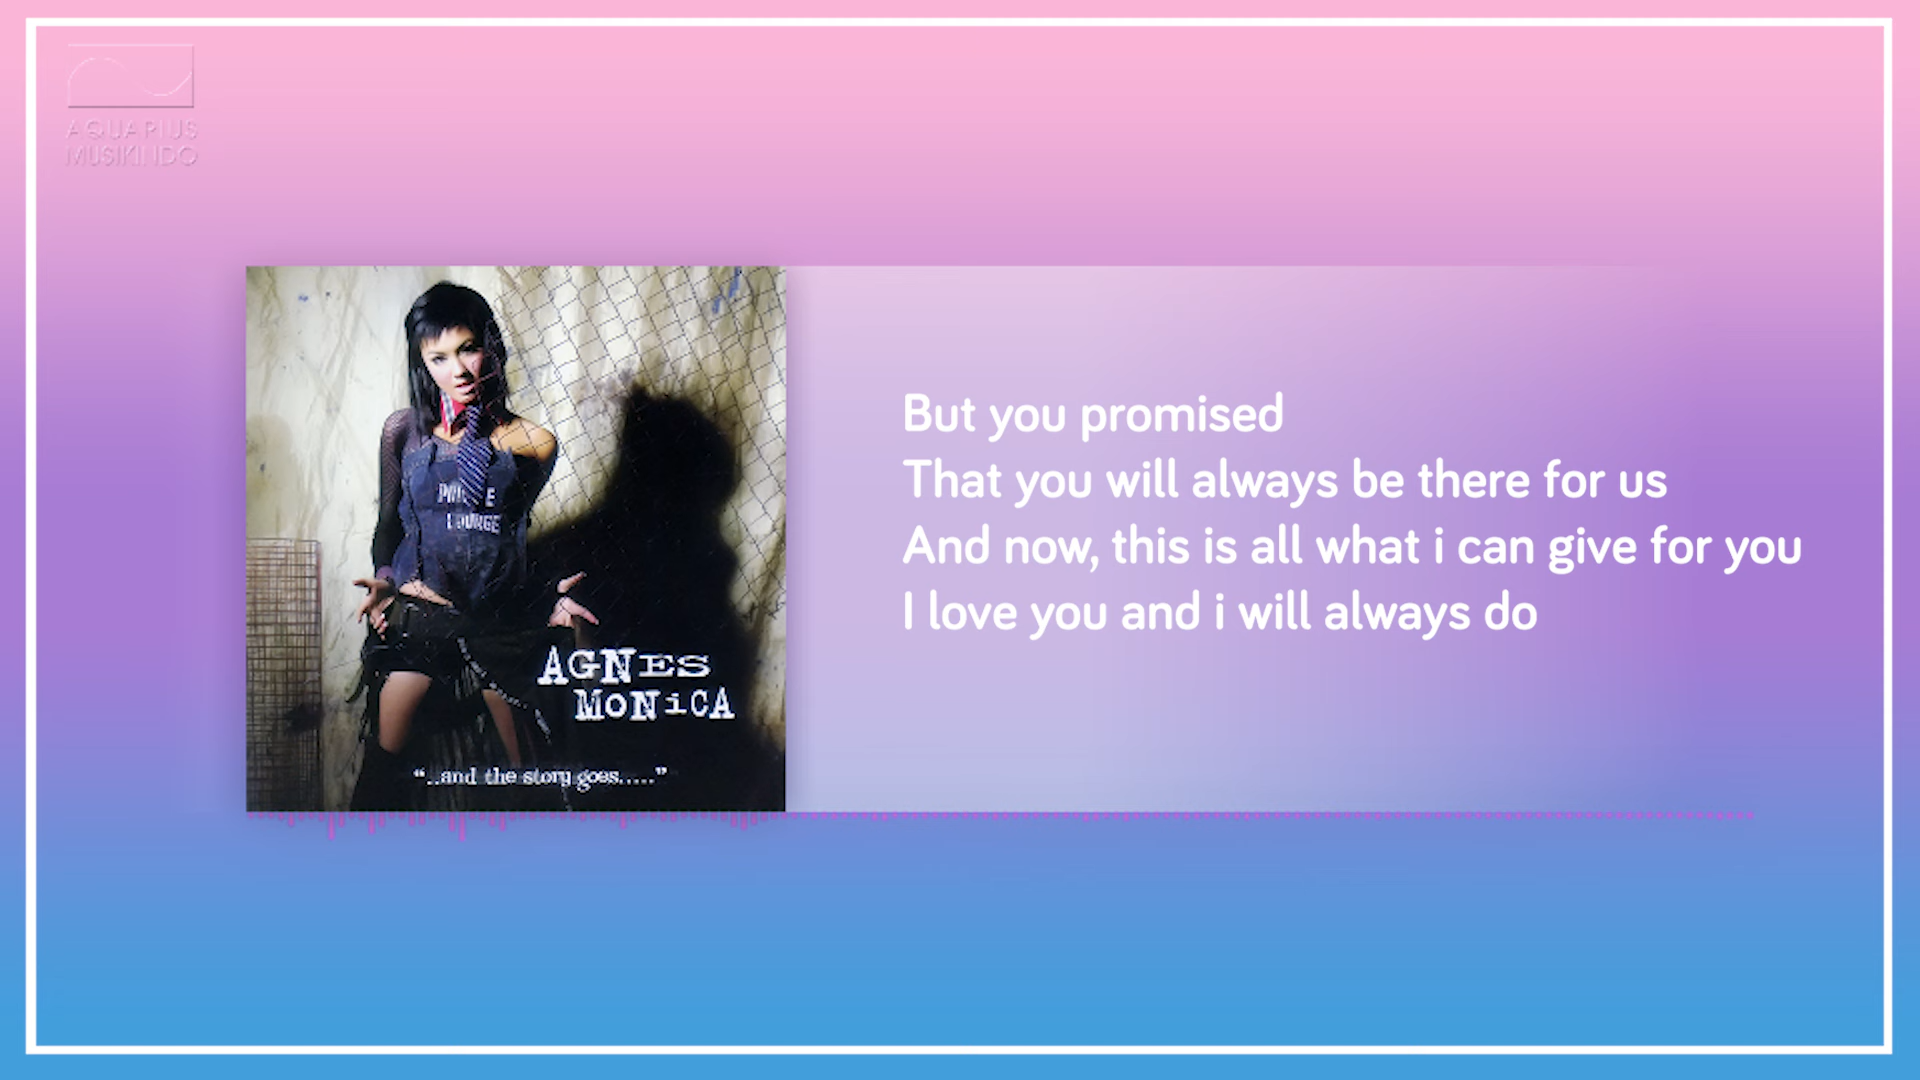 AQUARIUS
MUSIKINDO
But you promised
That you will always be there for us
And now, this is all what i can give for you
I love you and i will always do
LOUNGE
AGNES
MONiCA
“..and the story goes.....”